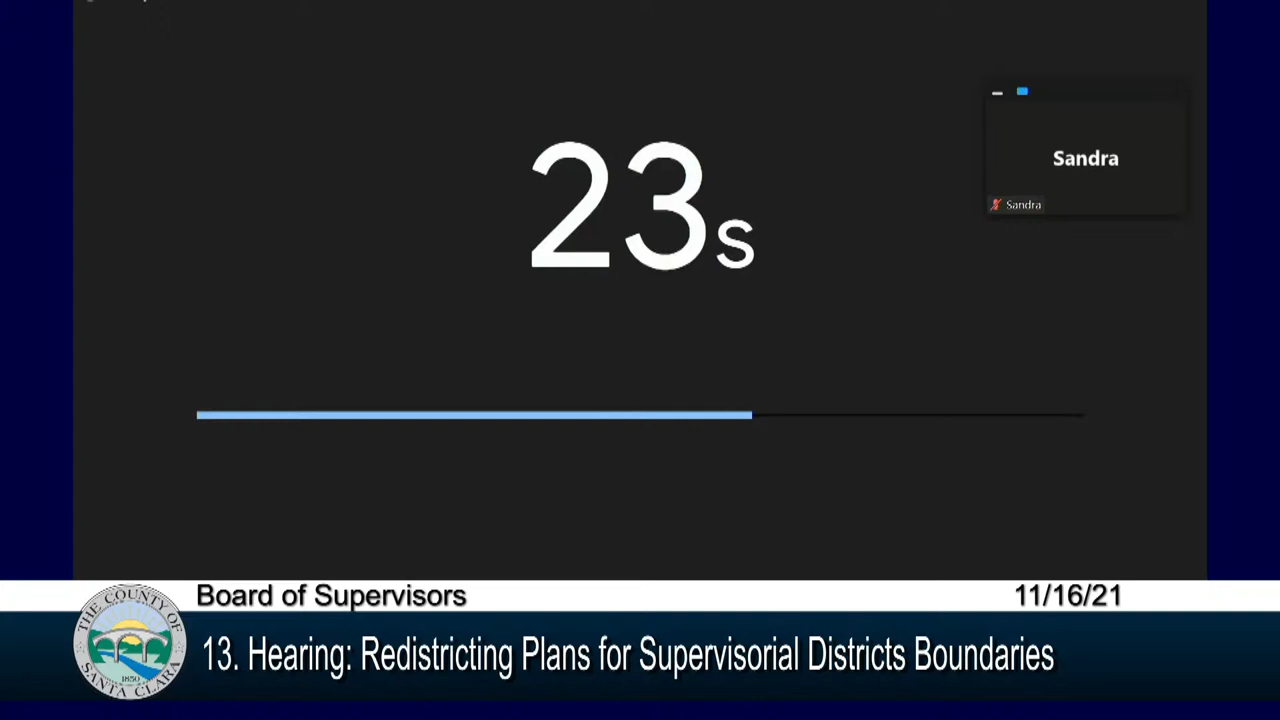 23s
Sandra
Sandra
Board of Supervisors
11/16/21
THE COUNTY OF
SANTA CLARA
1850
13. Hearing: Redistricting Plans for Supervisorial Districts Boundaries